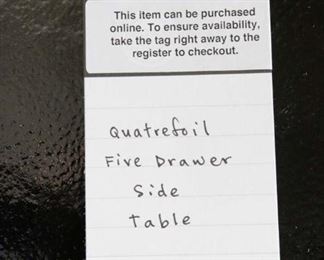 This item can be purchased
online. To ensure availability,
take the tag right away to the
register to checkout.
Quatrefoil
Five Drawer
Side
Table